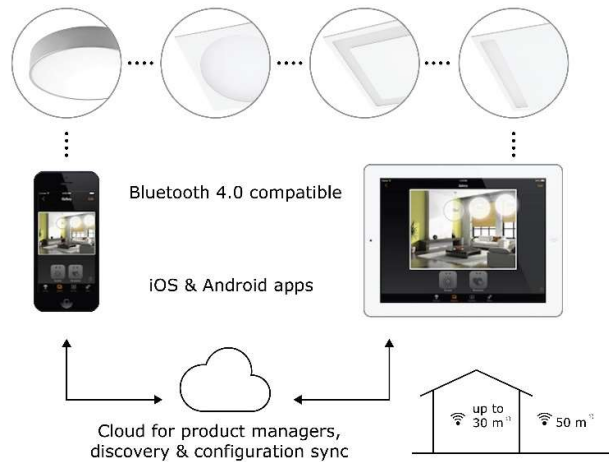 Bluetooth 4.0 compatible
iOS & Android apps
up to
30 m
50 m
Cloud for product managers,
discovery & configuration sync